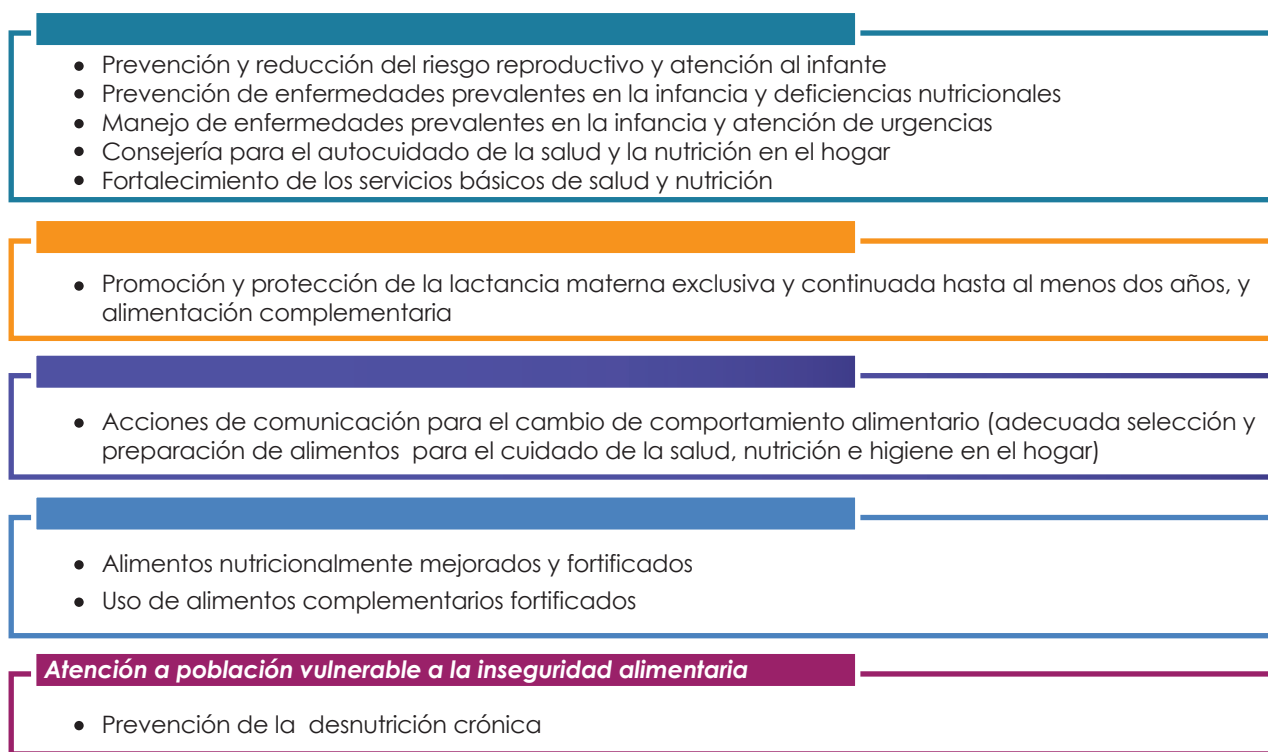 • Prevención y reducción del riesgo reproductivo y atención al infante
• Prevención de enfermedades prevalentes en la infancia y deficiencias nutricionales
• Manejo de enfermedades prevalentes en la infancia y atención de urgencias
• Consejería para el autocuidado de la salud y la nutrición en el hogar
• Fortalecimiento de los servicios básicos de salud y nutrición
• Promoción y protección de la lactancia materna exclusiva y continuada hasta al menos dos años, y
alimentación complementaria
• Acciones de comunicación para el cambio de comportamiento alimentario (adecuada selección y
preparación de alimentos para el cuidado de la salud, nutrición e higiene en el hogar)
• Alimentos nutricionalmente mejorados y fortificados
• Uso de alimentos complementarios fortificados
Atención a población vulnerable a la inseguridad alimentaria
• Prevención de la desnutrición crónica